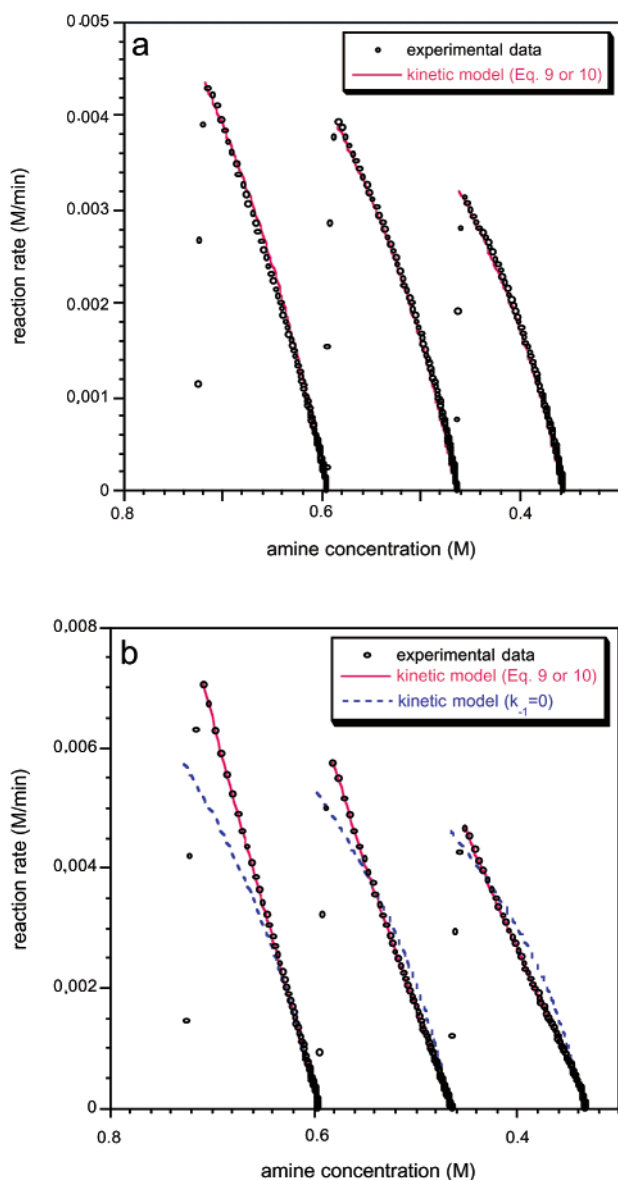 a
experimental data
kinetic model (Eq. 9 or 10)
0.005
0.004
0.003
0.002
0,001
0
reaction rate (M/min)
0.8
0.6
0.4
amine concentration (M)
b
experimental data
kinetic model (Eq. 9 or 10)
kinetic model (k-1=0)
0,008
0,006
0,004
0,002
0
reaction rate (M/min)
0.8
0.6
0.4
amine concentration (M)